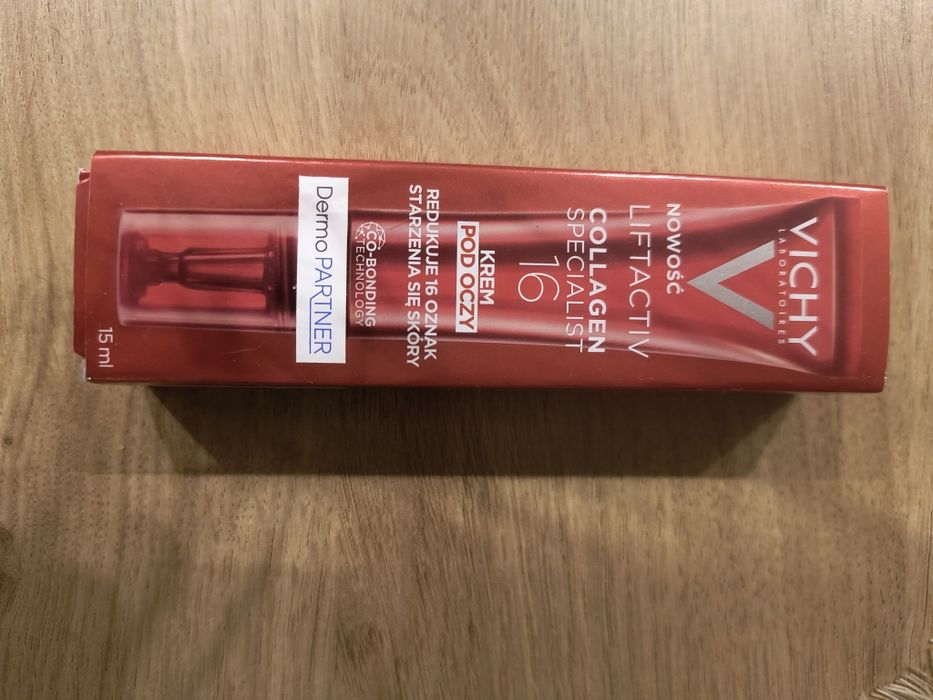 VICHY
LABORATOIRES
NOWOŚĆ
LIFTACTIV
COLLAGEN
SPECIALIST
16
KREM
POD OCZY
REDUKUJE 16 OZNAK
STARZENIA SIĘ SKÓRY
CO-BONDING
TECHNOLOGY
Dermo PARTNER
15 ml